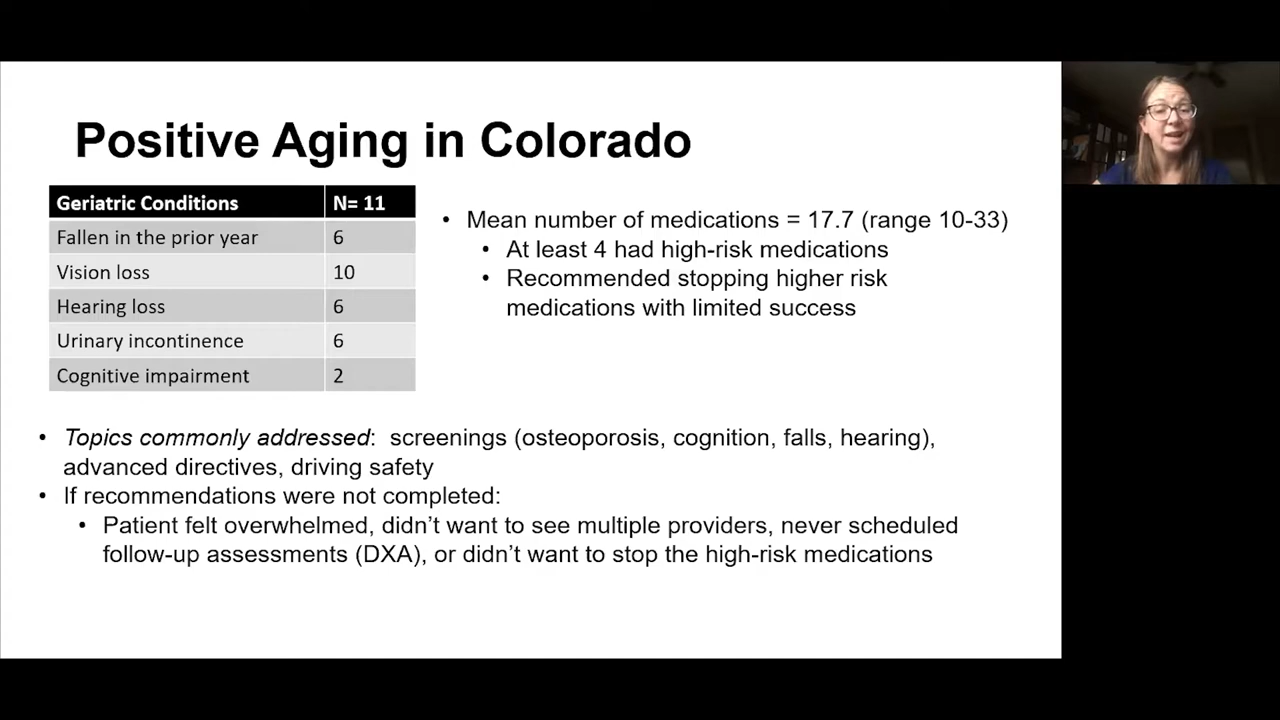 Positive Aging in Colorado
Geriatric Conditions N= 11
Fallen in the prior year 6
Vision loss 10
Hearing loss 6
Urinary incontinence 6
Cognitive impairment 2
• Mean number of medications = 17.7 (range 10-33)
• At least 4 had high-risk medications
• Recommended stopping higher risk
medications with limited success
• Topics commonly addressed: screenings (osteoporosis, cognition, falls, hearing),
advanced directives, driving safety
• If recommendations were not completed:
• Patient felt overwhelmed, didn’t want to see multiple providers, never scheduled
follow-up assessments (DXA), or didn’t want to stop the high-risk medications